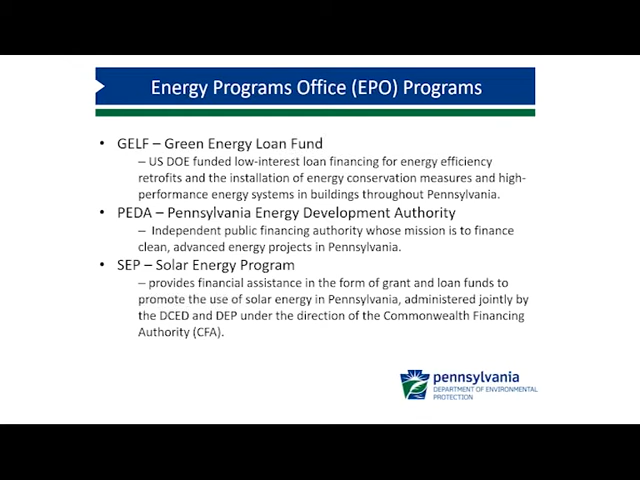 Energy Programs Office (EPO) Programs
• GELF – Green Energy Loan Fund
– US DOE funded low-interest loan financing for energy efficiency
retrofits and the installation of energy conservation measures and high-
performance energy systems in buildings throughout Pennsylvania.
• PEDA – Pennsylvania Energy Development Authority
– Independent public financing authority whose mission is to finance
clean, advanced energy projects in Pennsylvania.
• SEP – Solar Energy Program
– provides financial assistance in the form of grant and loan funds to
promote the use of solar energy in Pennsylvania, administered jointly by
the DCED and DEP under the direction of the Commonwealth Financing
Authority (CFA).
pennsylvania
DEPARTMENT OF ENVIRONMENTAL
PROTECTION